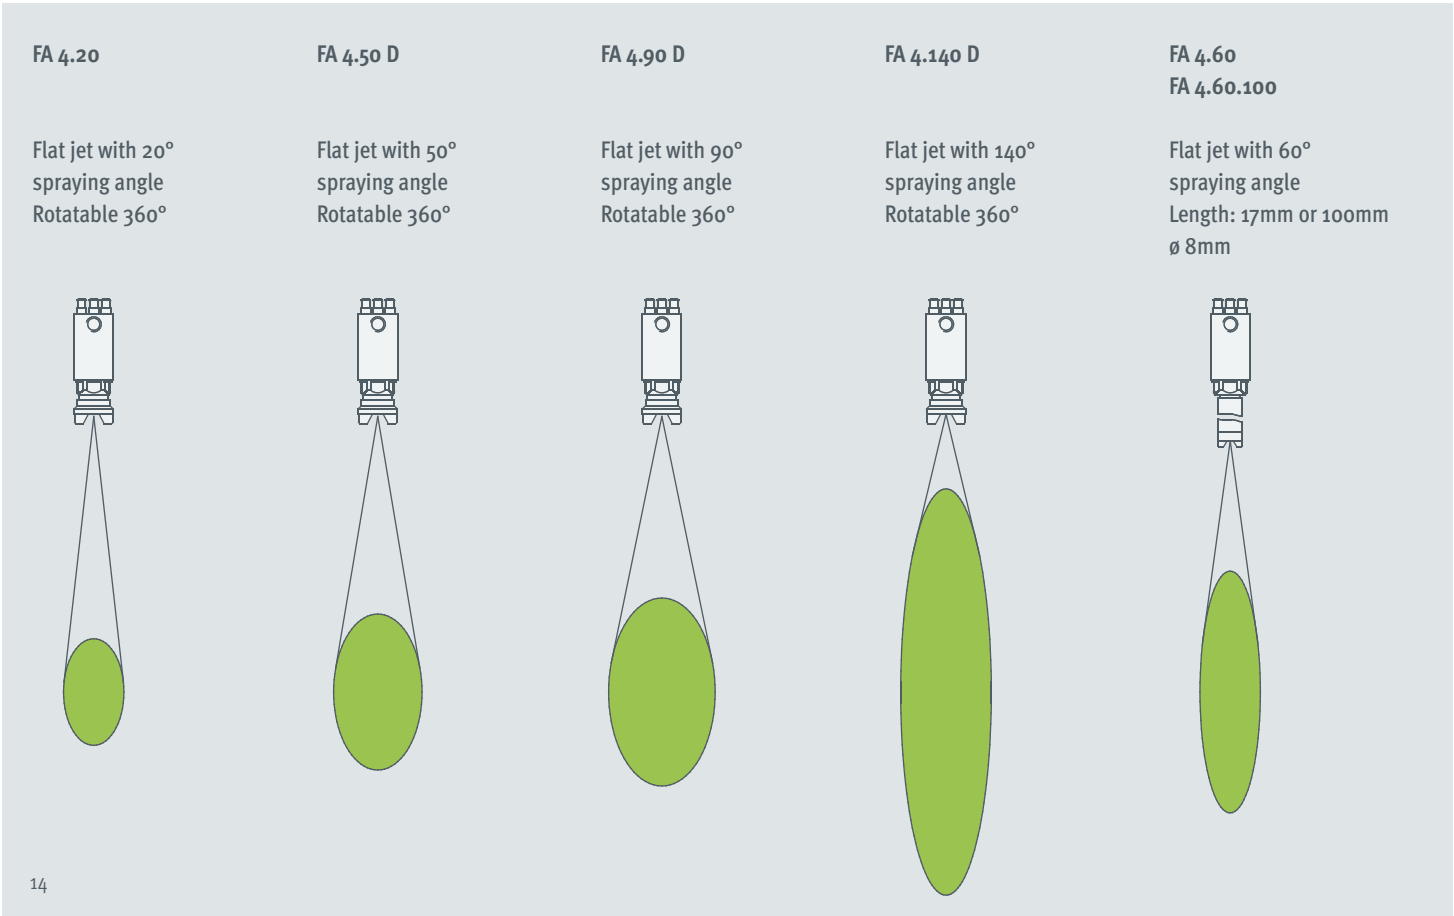 FA 4.20
Flat jet with 20°
spraying angle
Rotatable 360°
FA 4.50 D
Flat jet with 50°
spraying angle
Rotatable 360°
FA 4.90 D
Flat jet with 90°
spraying angle
Rotatable 360°
FA 4.140 D
Flat jet with 140°
spraying angle
Rotatable 360°
FA 4.60
FA 4.60.100
Flat jet with 60°
spraying angle
Length: 17mm or 100mm
ø 8mm
14